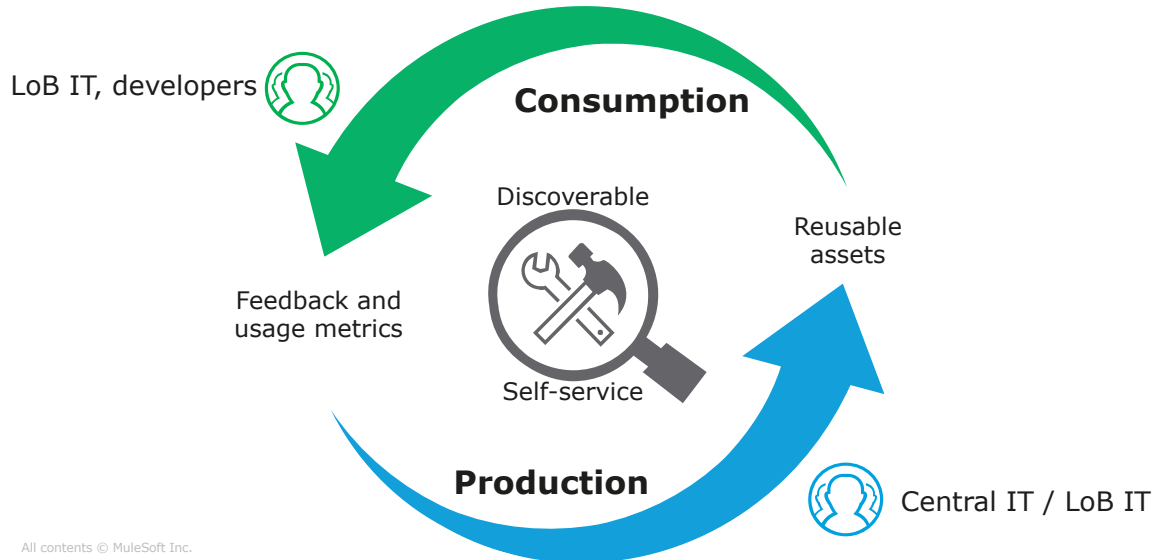 LoB IT, developers
Consumption
Discoverable
Reusable
assets
Feedback and
usage metrics
Self-service
Production
Central IT / LoB IT
All contents © MuleSoft Inc.